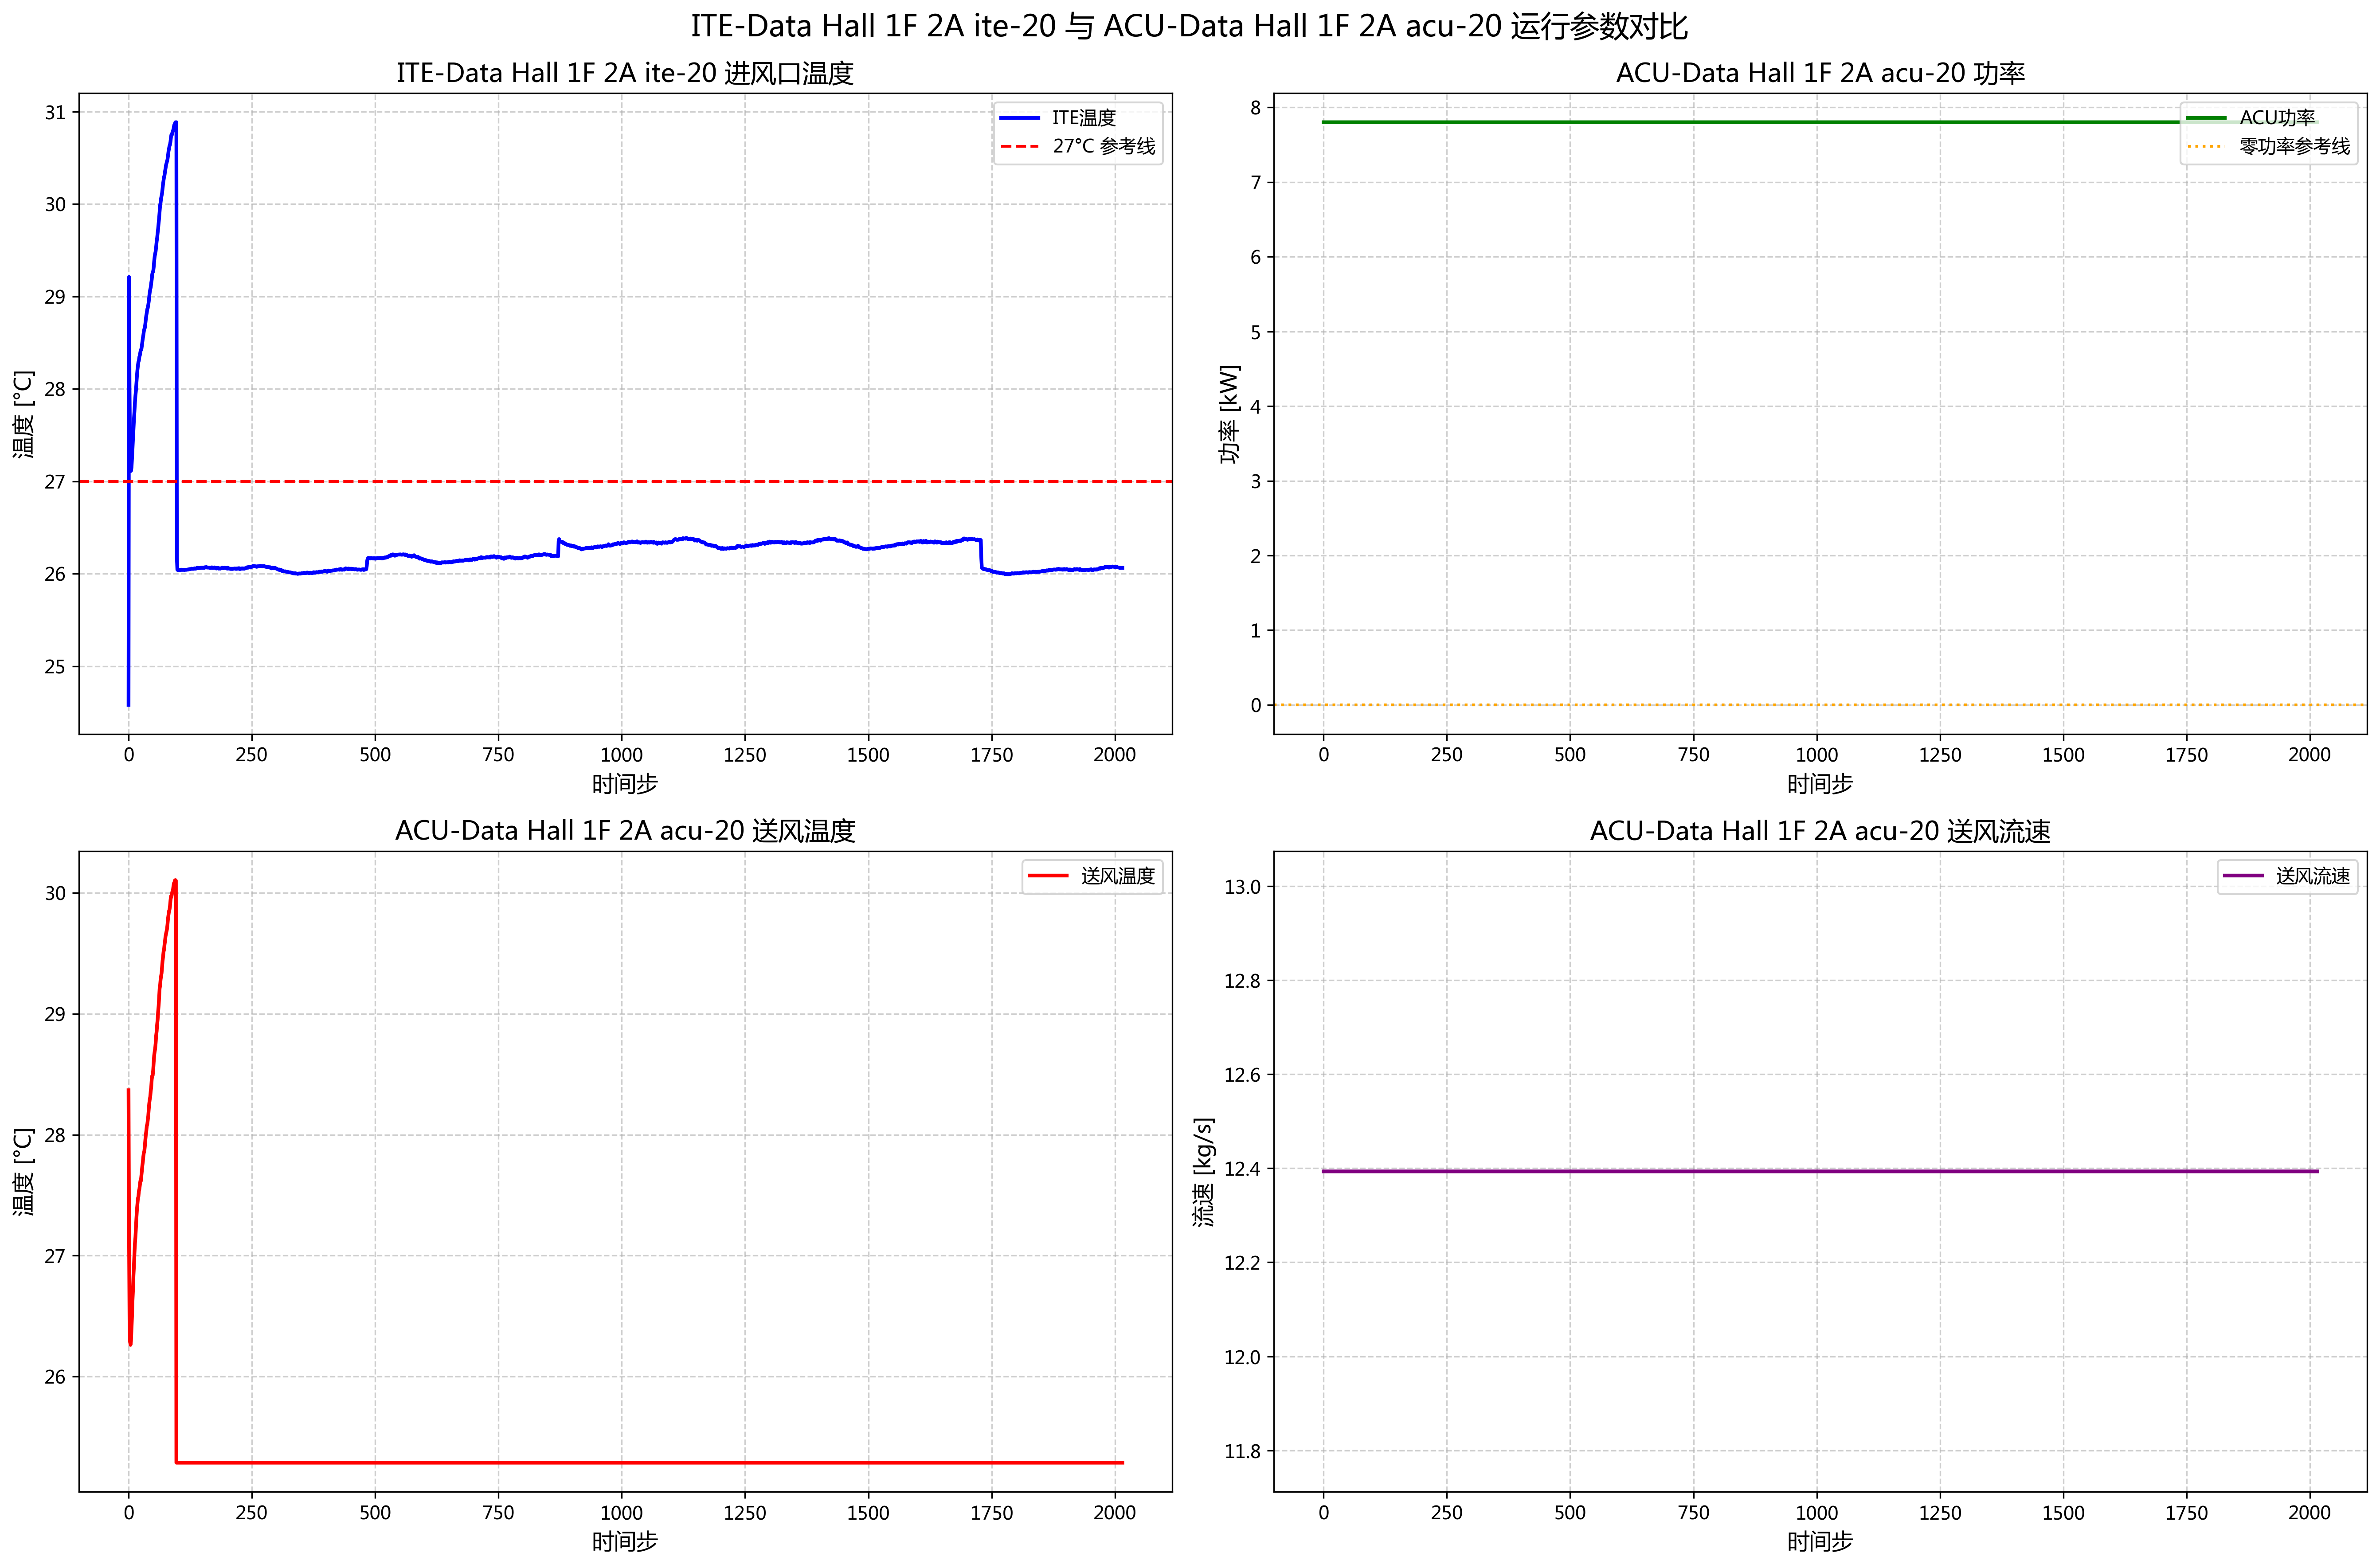 ITE-Data Hall 1F 2A ite-20 与 ACU-Data Hall 1F 2A acu-20 运行参数对比
ITE-Data Hall 1F 2A ite-20 进风口温度
31
30
29
28
27
26
25
温度 [°C]
ITE温度
27°C 参考线
0 250 500 750 1000 1250 1500 1750 2000
时间步
ACU-Data Hall 1F 2A acu-20 功率
8
7
6
5
4
3
2
1
0
功率 [kW]
ACU功率
零功率参考线
0 250 500 750 1000 1250 1500 1750 2000
时间步
ACU-Data Hall 1F 2A acu-20 送风温度
30
29
28
27
26
温度 [°C]
送风温度
0 250 500 750 1000 1250 1500 1750 2000
时间步
ACU-Data Hall 1F 2A acu-20 送风流速
13.0
12.8
12.6
12.4
12.2
12.0
11.8
流速 [kg/s]
送风流速
0 250 500 750 1000 1250 1500 1750 2000
时间步